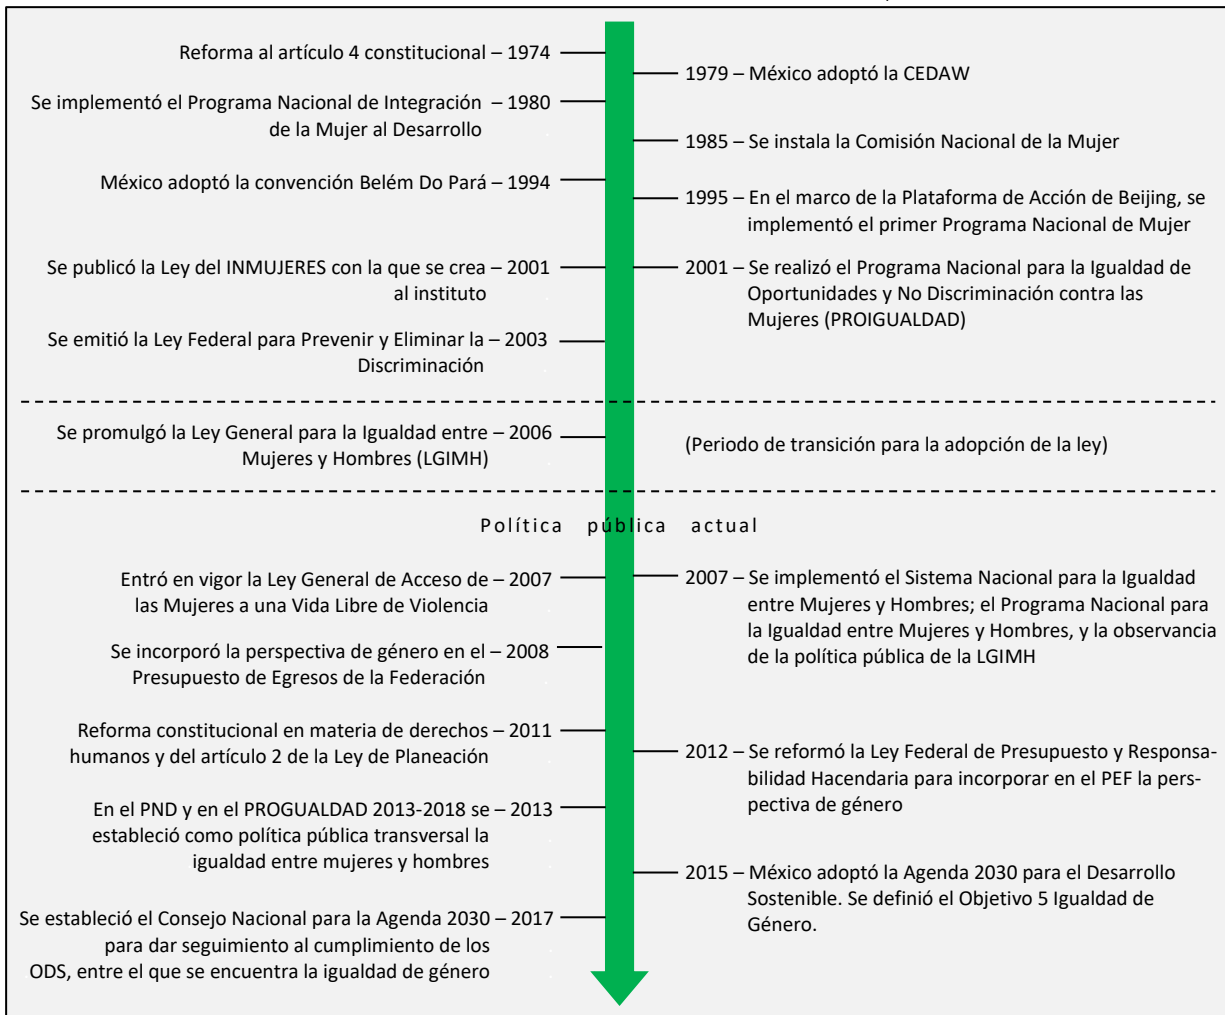 Reforma al artículo 4 constitucional – 1974
1979 – México adoptó la CEDAW
Se implementó el Programa Nacional de Integración – 1980
de la Mujer al Desarrollo
1985 – Se instala la Comisión Nacional de la Mujer
México adoptó la convención Belém Do Pará – 1994
1995 – En el marco de la Plataforma de Acción de Beijing, se
implementó el primer Programa Nacional de Mujer
Se publicó la Ley del INMUJERES con la que se crea – 2001
al instituto
2001 – Se realizó el Programa Nacional para la Igualdad de
Oportunidades y No Discriminación contra las
Mujeres (PROIGUALDAD)
Se emitió la Ley Federal para Prevenir y Eliminar la – 2003
Discriminación
Se promulgó la Ley General para la Igualdad entre – 2006
Mujeres y Hombres (LGIMH)
(Periodo de transición para la adopción de la ley)
Política pública actual
Entró en vigor la Ley General de Acceso de – 2007
las Mujeres a una Vida Libre de Violencia
2007 – Se implementó el Sistema Nacional para la Igualdad
entre Mujeres y Hombres; el Programa Nacional para
la Igualdad entre Mujeres y Hombres, y la observancia
de la política pública de la LGIMH
Se incorporó la perspectiva de género en el – 2008
Presupuesto de Egresos de la Federación
Reforma constitucional en materia de derechos – 2011
humanos y del artículo 2 de la Ley de Planeación
2012 – Se reformó la Ley Federal de Presupuesto y Responsa-
bilidad Hacendaria para incorporar en el PEF la pers-
pectiva de género
En el PND y en el PROGUALDAD 2013-2018 se – 2013
estableció como política pública transversal la
igualdad entre mujeres y hombres
2015 – México adoptó la Agenda 2030 para el Desarrollo
Sostenible. Se definió el Objetivo 5 Igualdad de
Género.
Se estableció el Consejo Nacional para la Agenda 2030 – 2017
para dar seguimiento al cumplimiento de los
ODS, entre el que se encuentra la igualdad de género